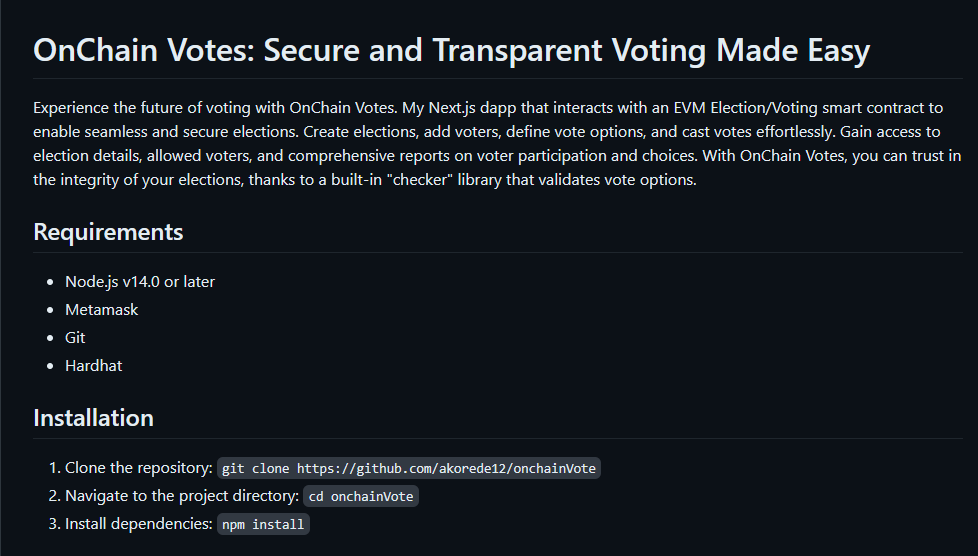 OnChain Votes: Secure and Transparent Voting Made Easy
Experience the future of voting with OnChain Votes. My Next.js dapp that interacts with an EVM Election/Voting smart contract to
enable seamless and secure elections. Create elections, add voters, define vote options, and cast votes effortlessly. Gain access to
election details, allowed voters, and comprehensive reports on voter participation and choices. With OnChain Votes, you can trust in
the integrity of your elections, thanks to a built-in "checker" library that validates vote options.
Requirements
• Node.js v14.0 or later
• Metamask
• Git
• Hardhat
Installation
1. Clone the repository: git clone https://github.com/akorede12/onchainVote
2. Navigate to the project directory: cd onchainVote
3. Install dependencies: npm install